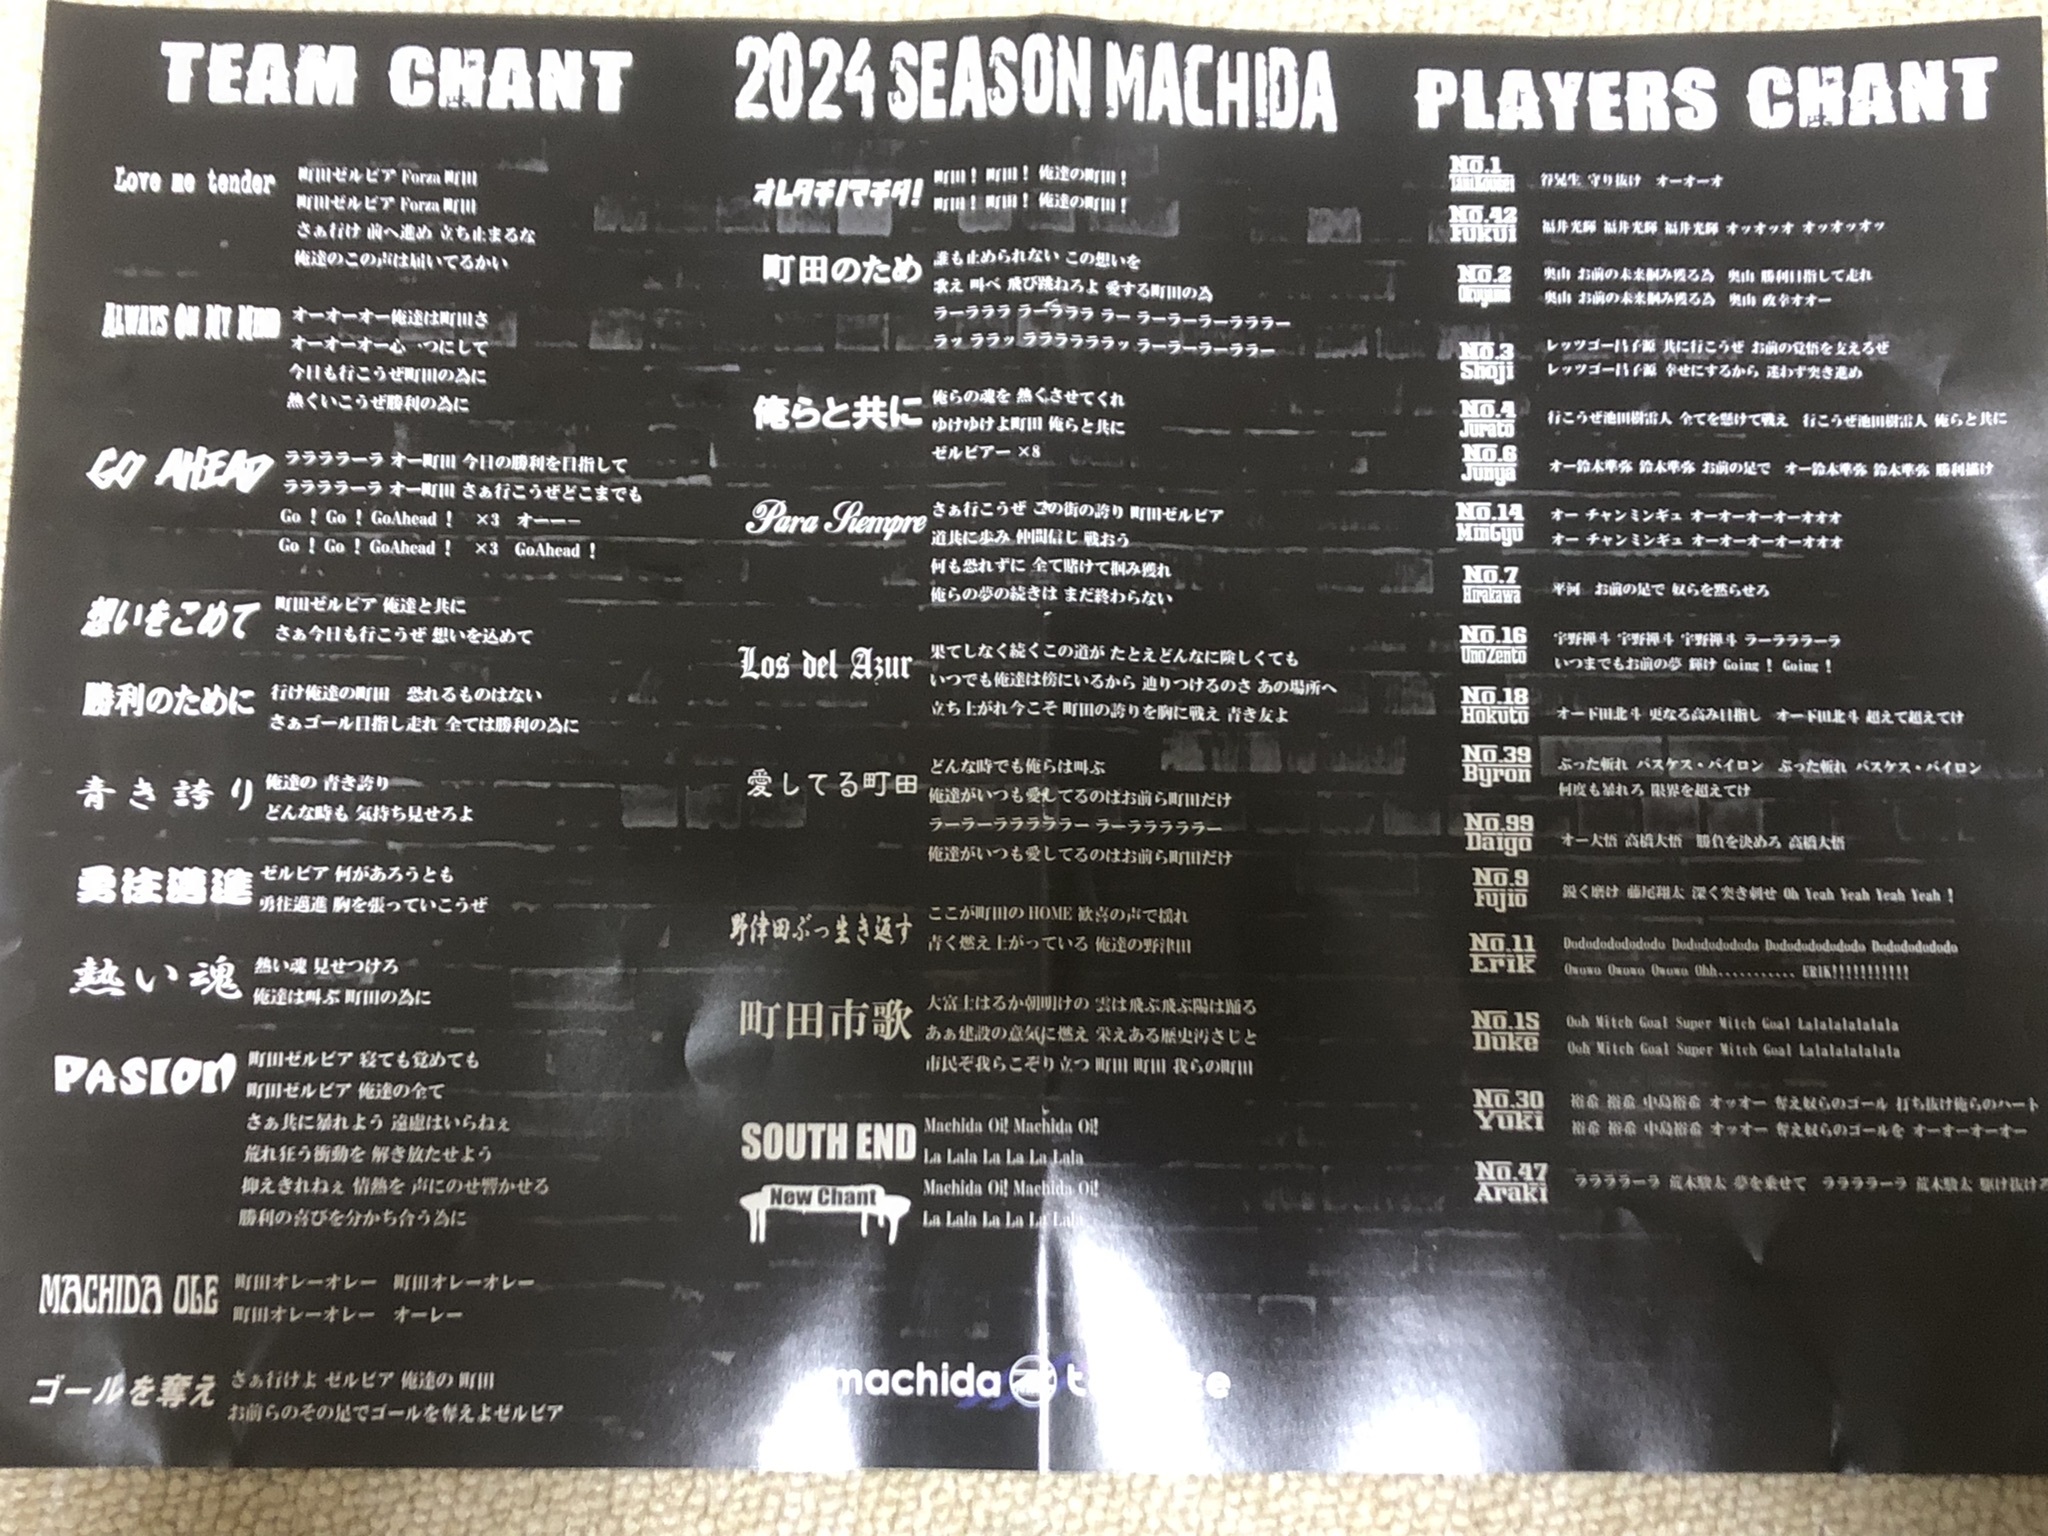 TEAM CHANT
Love me tender
町田ゼルビア Forza 町田
町田ゼルビア Forza 町田
さぁ行け 前へ進め 立ち止まるな
俺達のこの声は届いてるかい
ALWAYS ON MY MIND
オーオーオー俺達は町田さ
オーオーオー心一つにして
今日も行こうぜ町田の為に
熱くいこうぜ勝利の為に
GO AHEAD
ラララララーラ オー町田 今日の勝利を目指して
ラララララーラ オー町田 さぁ行こうぜどこまでも
Go！Go！GoAhead！ ×3 オーーー
Go！Go！GoAhead！ ×3 GoAhead！
想いをこめて
町田ゼルビア 俺達と共に
さぁ今日も行こうぜ 想いを込めて
勝利のために
行け俺達の町田 恐れるものはない
さぁゴール目指し走れ 全ては勝利の為に
青き誇り
俺達の 青き誇り
どんな時も 気持ち見せろよ
勇往邁進
ゼルビア 何があろうとも
勇往邁進 胸を張っていこうぜ
熱い魂
熱い魂 見せつけろ
俺達は叫ぶ 町田の為に
PASION
町田ゼルビア 寝ても覚めても
町田ゼルビア 俺達の全て
さぁ共に暴れよう 遠慮はいらねぇ
荒れ狂う衝動を 解き放たせよう
抑えきれねぇ 情熱を 声にのせ響かせる
勝利の喜びを分かち合う為に
MACHIDA OLE
町田オレーオレー 町田オレーオレー
町田オレーオレー オーレー
ゴールを奪え
さぁ行けよ ゼルビア 俺達の 町田
お前らのその足でゴールを奪えよゼルビア
2024 SEASON MACHIDA
オレタチノマチダ!
町田！町田！俺達の町田！
町田！町田！俺達の町田！
町田のため
誰も止められない この想いを
歌え 叫べ 飛び跳ねろよ 愛する町田の為
ラーラララ ラーラララ ラー ラーラーラーラララー
ラッ ララッ ララララララッ ラーラーラーララー
俺らと共に
俺らの魂を 熱くさせてくれ
ゆけゆけよ町田 俺らと共に
ゼルビアー ×8
Para Siempre
さぁ行こうぜ この街の誇り 町田ゼルビア
道共に歩み 仲間信じ 戦おう
何も恐れずに 全て賭けて掴み獲れ
俺らの夢の続きは まだ終わらない
Los del Azur
果てしなく続くこの道が たとえどんなに険しくても
いつでも俺達は傍にいるから 辿りつけるのさ あの場所へ
立ち上がれ今こそ 町田の誇りを胸に戦え 青き友よ
愛してる町田
どんな時でも俺らは叫ぶ
俺達がいつも愛してるのはお前ら町田だけ
ラーラーララララララー ラーララララララー
俺達がいつも愛してるのはお前ら町田だけ
野津田ぶっ生き返す
ここが町田の HOME 歓喜の声で揺れ
青く燃え上がっている 俺達の野津田
町田市歌
大富士はるか朝明けの 雲は飛ぶ飛ぶ陽は踊る
あぁ建設の意気に燃え 栄えある歴史汚さじと
市民ぞ我らこぞり立つ 町田 町田 我らの町田
SOUTH END
New Chant
Machida Oi! Machida Oi!
La Lala La La La Lala
Machida Oi! Machida Oi!
La Lala La La La Lala
machida
PLAYERS CHANT
No.1
谷晃生 守り抜け オーオーオ
No.42
FUKUI
福井光輝 福井光輝 福井光輝 オッオッオ オッオッオッ
No.2
Okuyama
奥山 お前の未来掴み獲る為 奥山 勝利目指して走れ
奥山 お前の未来掴み獲る為 奥山 政幸オオー
No.3
Shoji
レッツゴー昌子源 共に行こうぜ お前の覚悟を支えるぜ
レッツゴー昌子源 幸せにするから 迷わず突き進め
No.4
Jurato
行こうぜ池田樹雷人 全てを懸けて戦え 行こうぜ池田樹雷人 俺らと共に
No.6
Junya
オー鈴木準弥 鈴木準弥 お前の足で オー鈴木準弥 鈴木準弥 勝利描け
No.14
MinGyu
オー チャンミンギュ オーオーオーオーオオオ
オー チャンミンギュ オーオーオーオーオオオ
No.7
Hirakawa
平河 お前の足で 奴らを黙らせろ
No.16
UnoZento
宇野禅斗 宇野禅斗 宇野禅斗 ラーララララーラ
いつまでもお前の夢 輝け Going！Going！
No.18
Hokuto
オー下田北斗 更なる高み目指し オー下田北斗 超えて超えてけ
No.39
Byron
ぶった斬れ バスケス・バイロン ぶった斬れ バスケス・バイロン
何度も暴れろ 限界を超えてけ
No.99
Daigo
オー大悟 高橋大悟 勝負を決めろ 高橋大悟
No.9
Fujio
鋭く磨け 藤尾翔太 深く突き刺せ Oh Yeah Yeah Yeah Yeah！
No.11
Erik
Dodododododo Dodododododo Dodododododo Dodododododo
Owowo Owowo Owowo Ohh........... ERIK!!!!!!!!!!!
No.15
Duke
Ooh Mitch Goal Super Mitch Goal Lalalalalalala
Ooh Mitch Goal Super Mitch Goal Lalalalalalala
No.30
Yuki
裕希 裕希 中島裕希 オッオー 奪え奴らのゴール 打ち抜け俺らのハート
裕希 裕希 中島裕希 オッオー 奪え奴らのゴールを オーオーオーオー
No.47
Araki
ラララララーラ 荒木駿太 夢を乗せて ラララララーラ 荒木駿太 駆け抜けろ